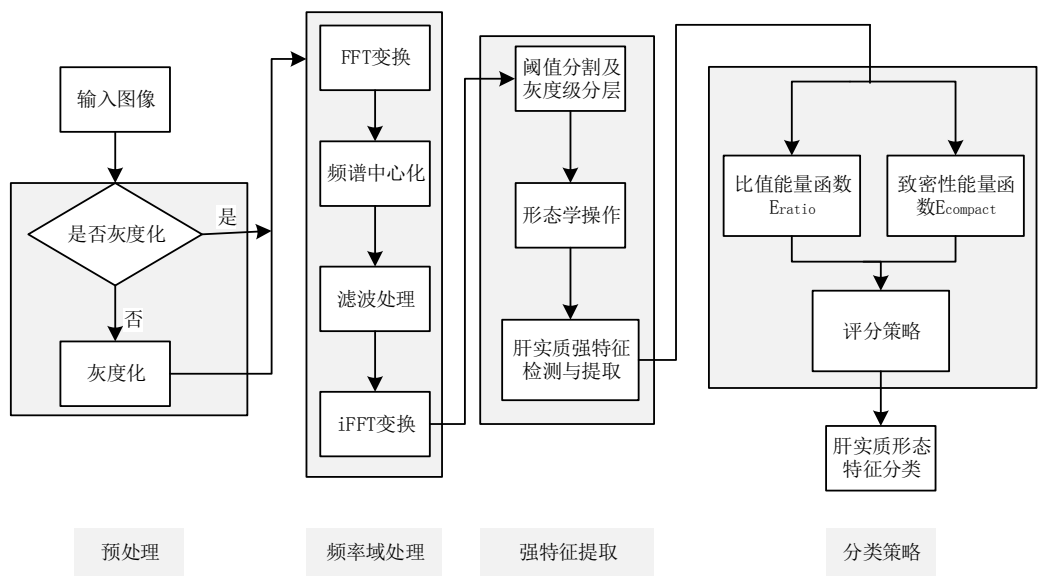 输入图像
是否灰度化
是
否
灰度化
FFT变换
频谱中心化
滤波处理
iFFT变换
阈值分割及
灰度级分层
形态学操作
肝实质强特征
检测与提取
比值能量函数
Eratio
致密性能量函
数Ecompact
评分策略
肝实质形态
特征分类
预处理
频率域处理
强特征提取
分类策略